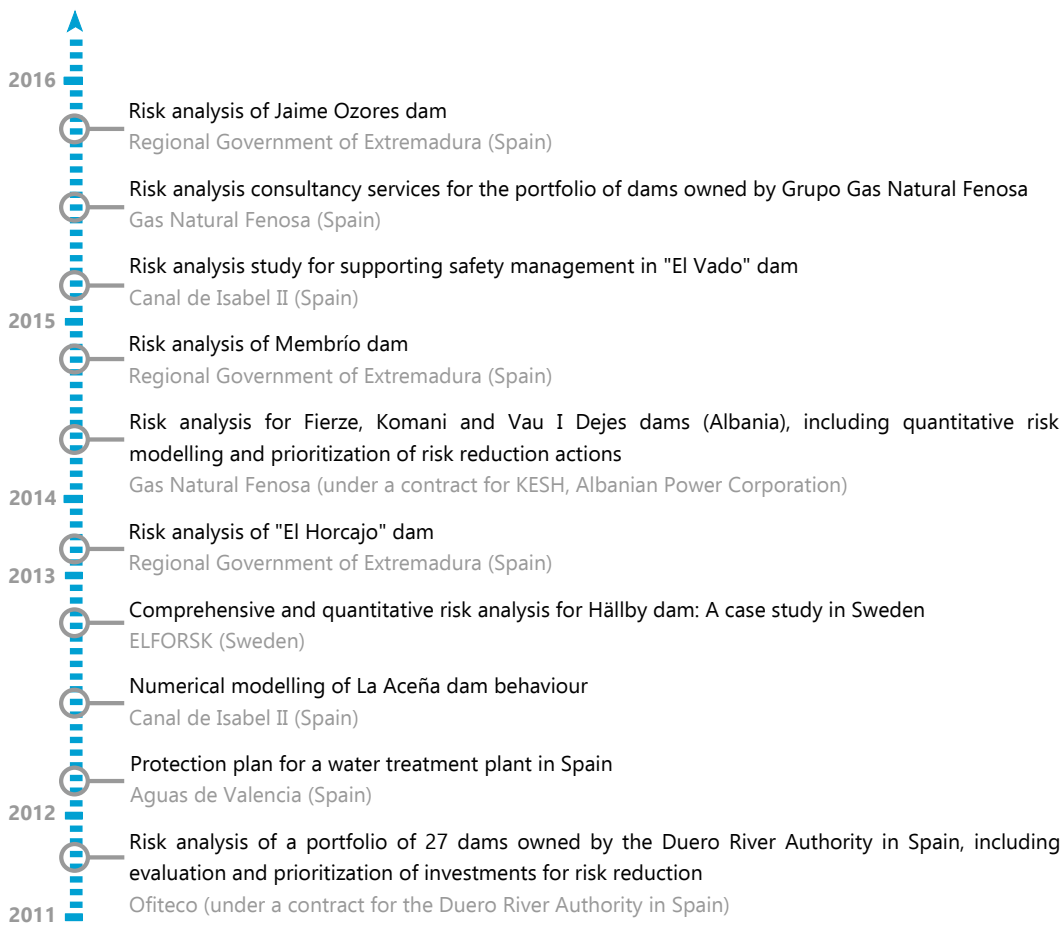 2016
Risk analysis of Jaime Ozores dam
Regional Government of Extremadura (Spain)
Risk analysis consultancy services for the portfolio of dams owned by Grupo Gas Natural Fenosa
Gas Natural Fenosa (Spain)
Risk analysis study for supporting safety management in "El Vado" dam
Canal de Isabel II (Spain)
2015
Risk analysis of Membrío dam
Regional Government of Extremadura (Spain)
Risk analysis for Fierze, Komani and Vau I Dejes dams (Albania), including quantitative risk
modelling and prioritization of risk reduction actions
Gas Natural Fenosa (under a contract for KESH, Albanian Power Corporation)
2014
Risk analysis of "El Horcajo" dam
Regional Government of Extremadura (Spain)
2013
Comprehensive and quantitative risk analysis for Hällby dam: A case study in Sweden
ELFORSK (Sweden)
Numerical modelling of La Aceña dam behaviour
Canal de Isabel II (Spain)
Protection plan for a water treatment plant in Spain
Aguas de Valencia (Spain)
2012
Risk analysis of a portfolio of 27 dams owned by the Duero River Authority in Spain, including
evaluation and prioritization of investments for risk reduction
Ofiteco (under a contract for the Duero River Authority in Spain)
2011